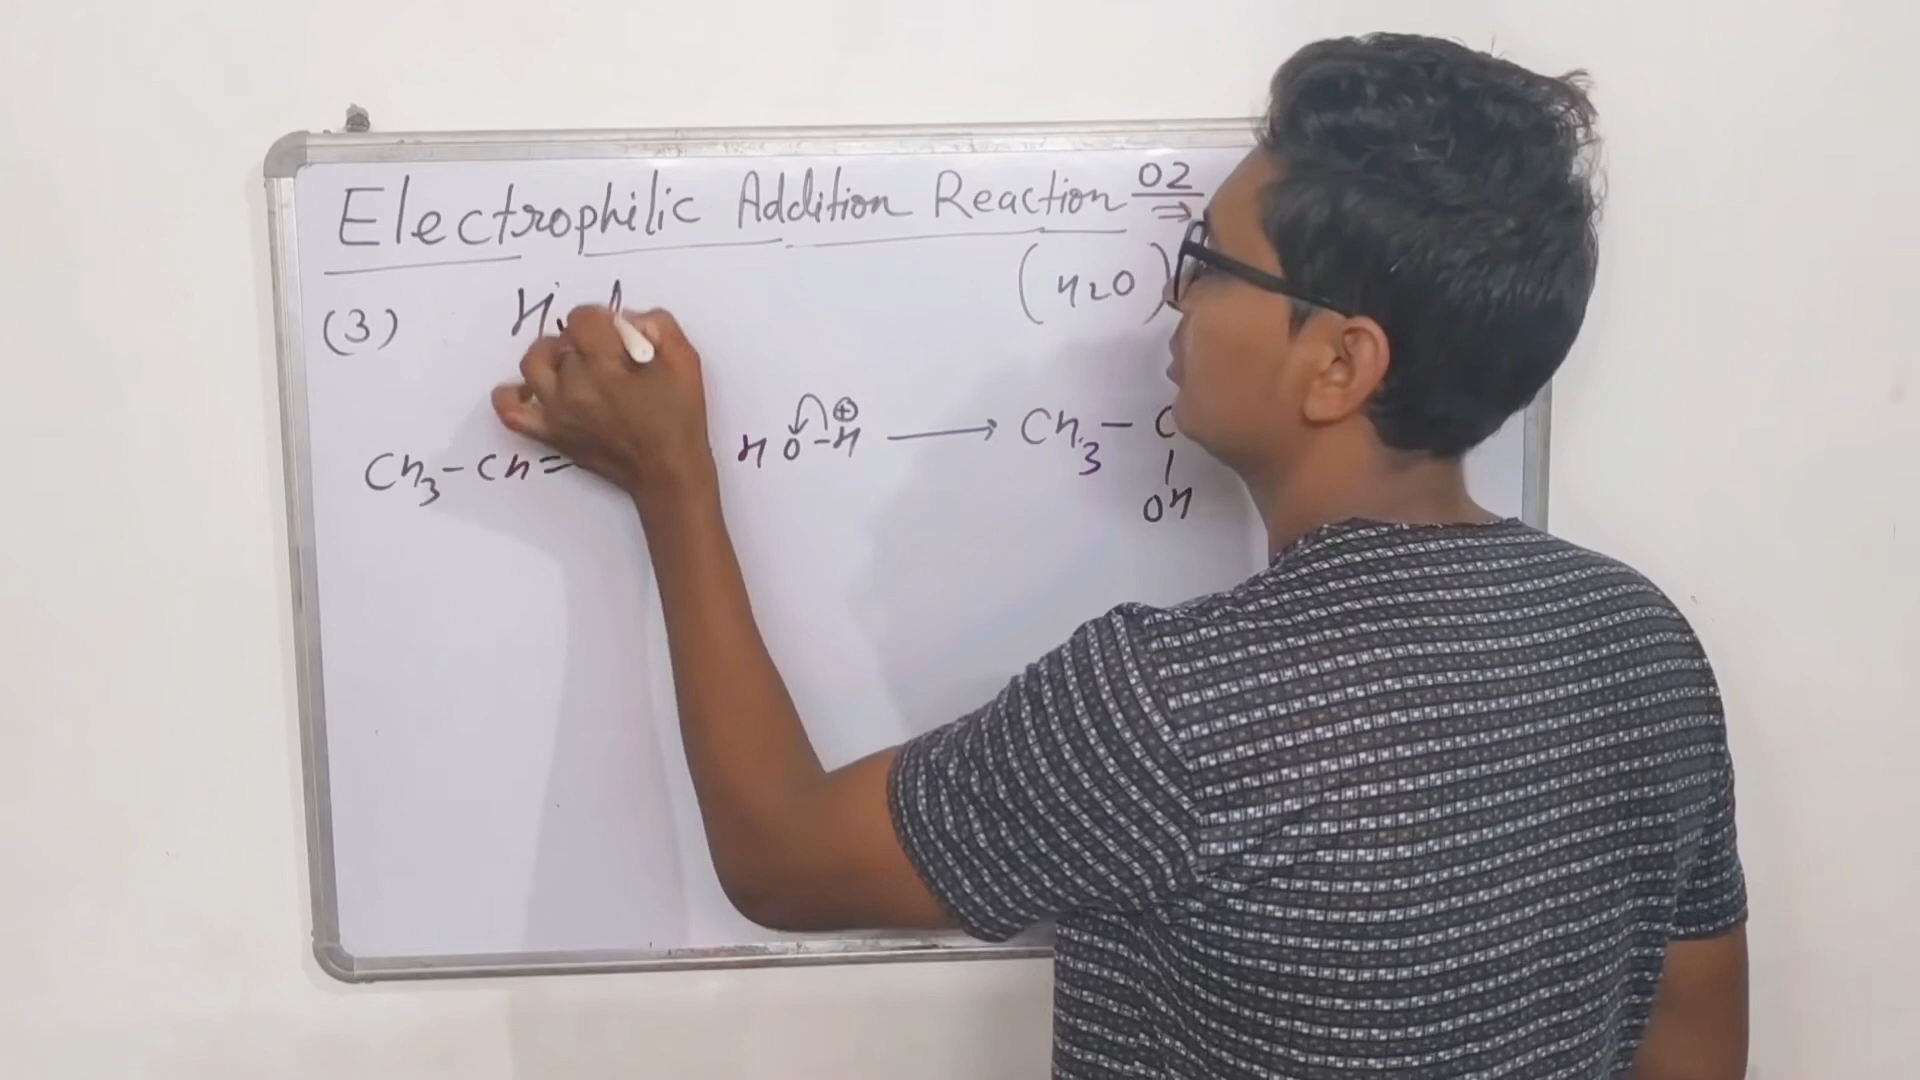 Electrophilic Addition Reaction 02
⇒
(3) (H2O)
CH3-CH= H O-H ⊕ ⟶ CH3-C
|
OH